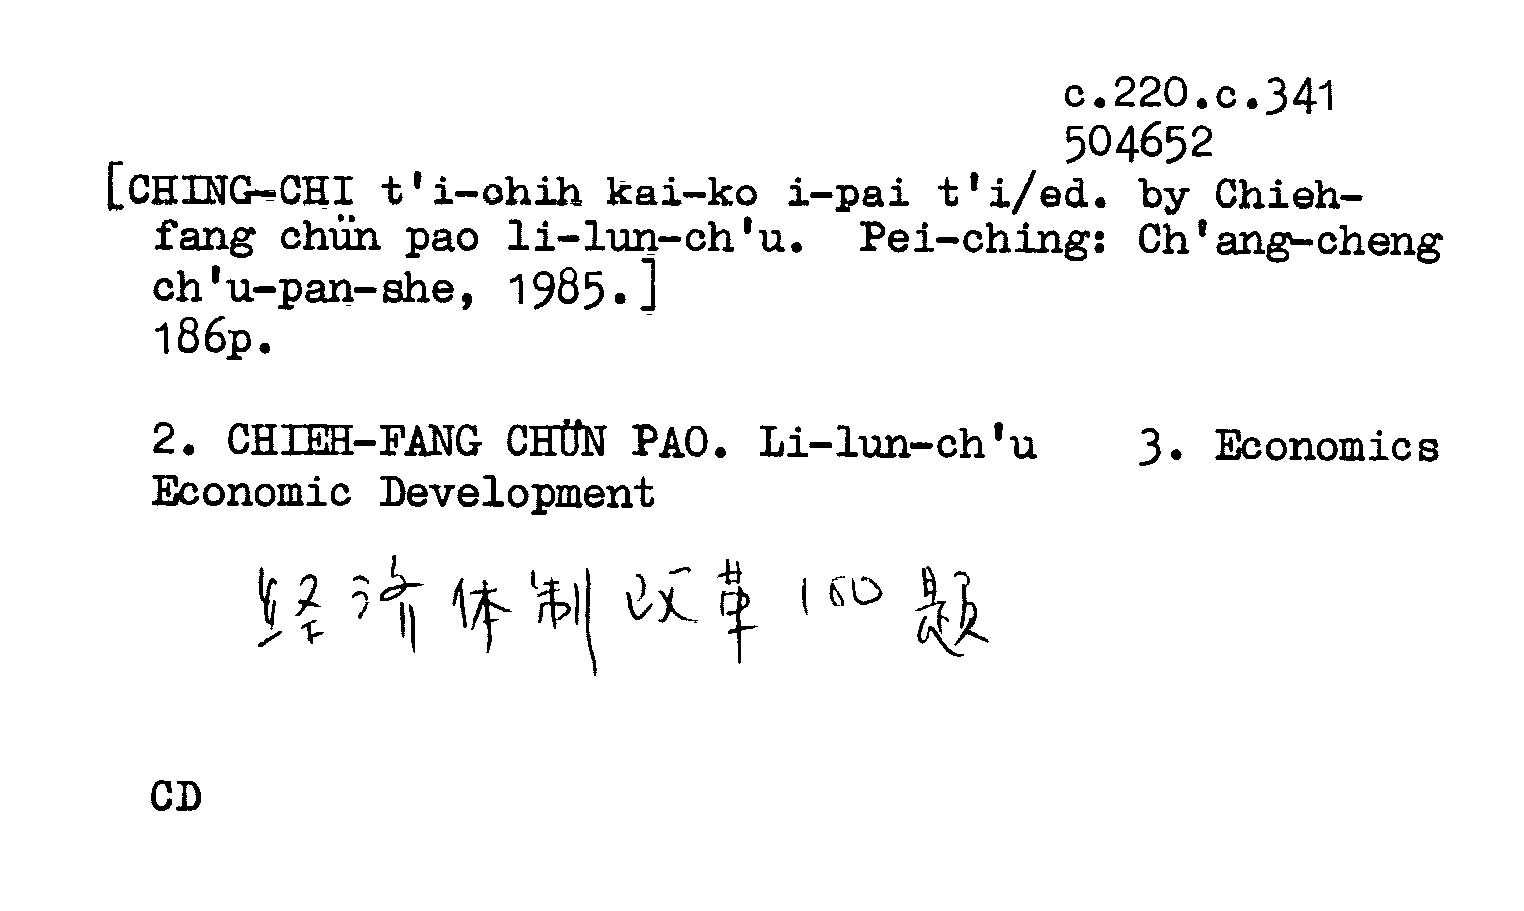 c.220.c.341
504652
[CHING-CHI t'i-chih kai-ko i-pai t'i/ed. by Chieh-
fang chün pao li-lun-ch'u. Pei-ching: Ch'ang-cheng
ch'u-pan-she, 1985.]
186p.
2. CHIEH-FANG CHÜN PAO. Li-lun-ch'u 3. Economics
Economic Development
经济体制改革100题
CD